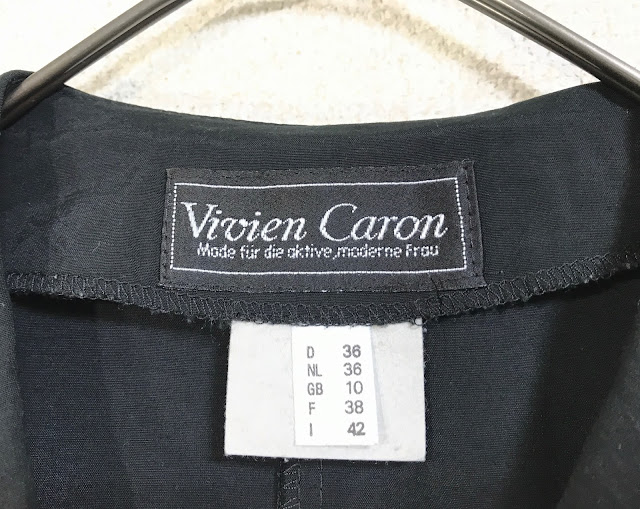 Vivien Caron
Mode für die aktive,moderne Frau
D 36
NL 36
GB 10
F 38
I 42